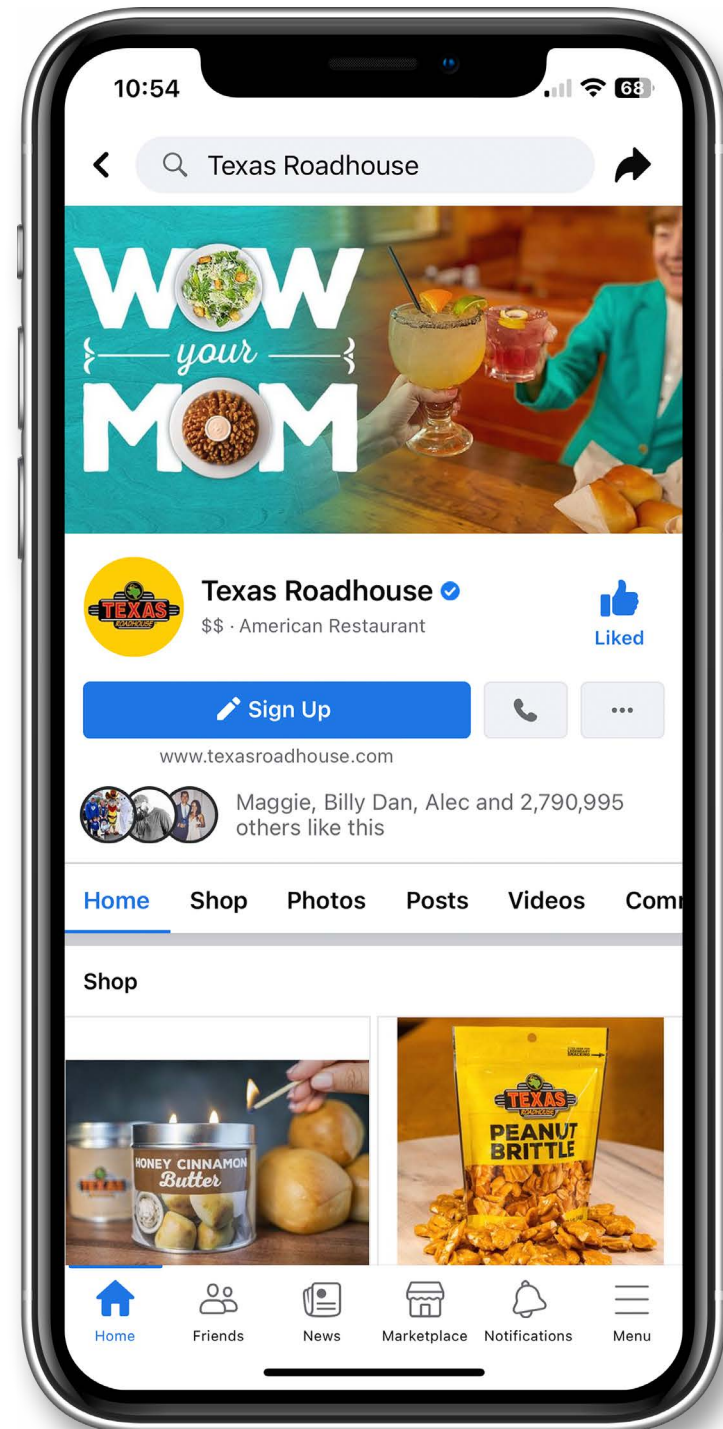 10:54
68
Texas Roadhouse
WOW
your
MOM
TEXAS
ROADHOUSE
Texas Roadhouse
$$ · American Restaurant
Liked
Sign Up
www.texasroadhouse.com
Maggie, Billy Dan, Alec and 2,790,995
others like this
Home Shop Photos Posts Videos Com
Shop
HONEY CINNAMON
Butter
TEXAS
TEXAS
ROADHOUSE
PEANUT
BRITTLE
Home Friends News Marketplace Notifications Menu